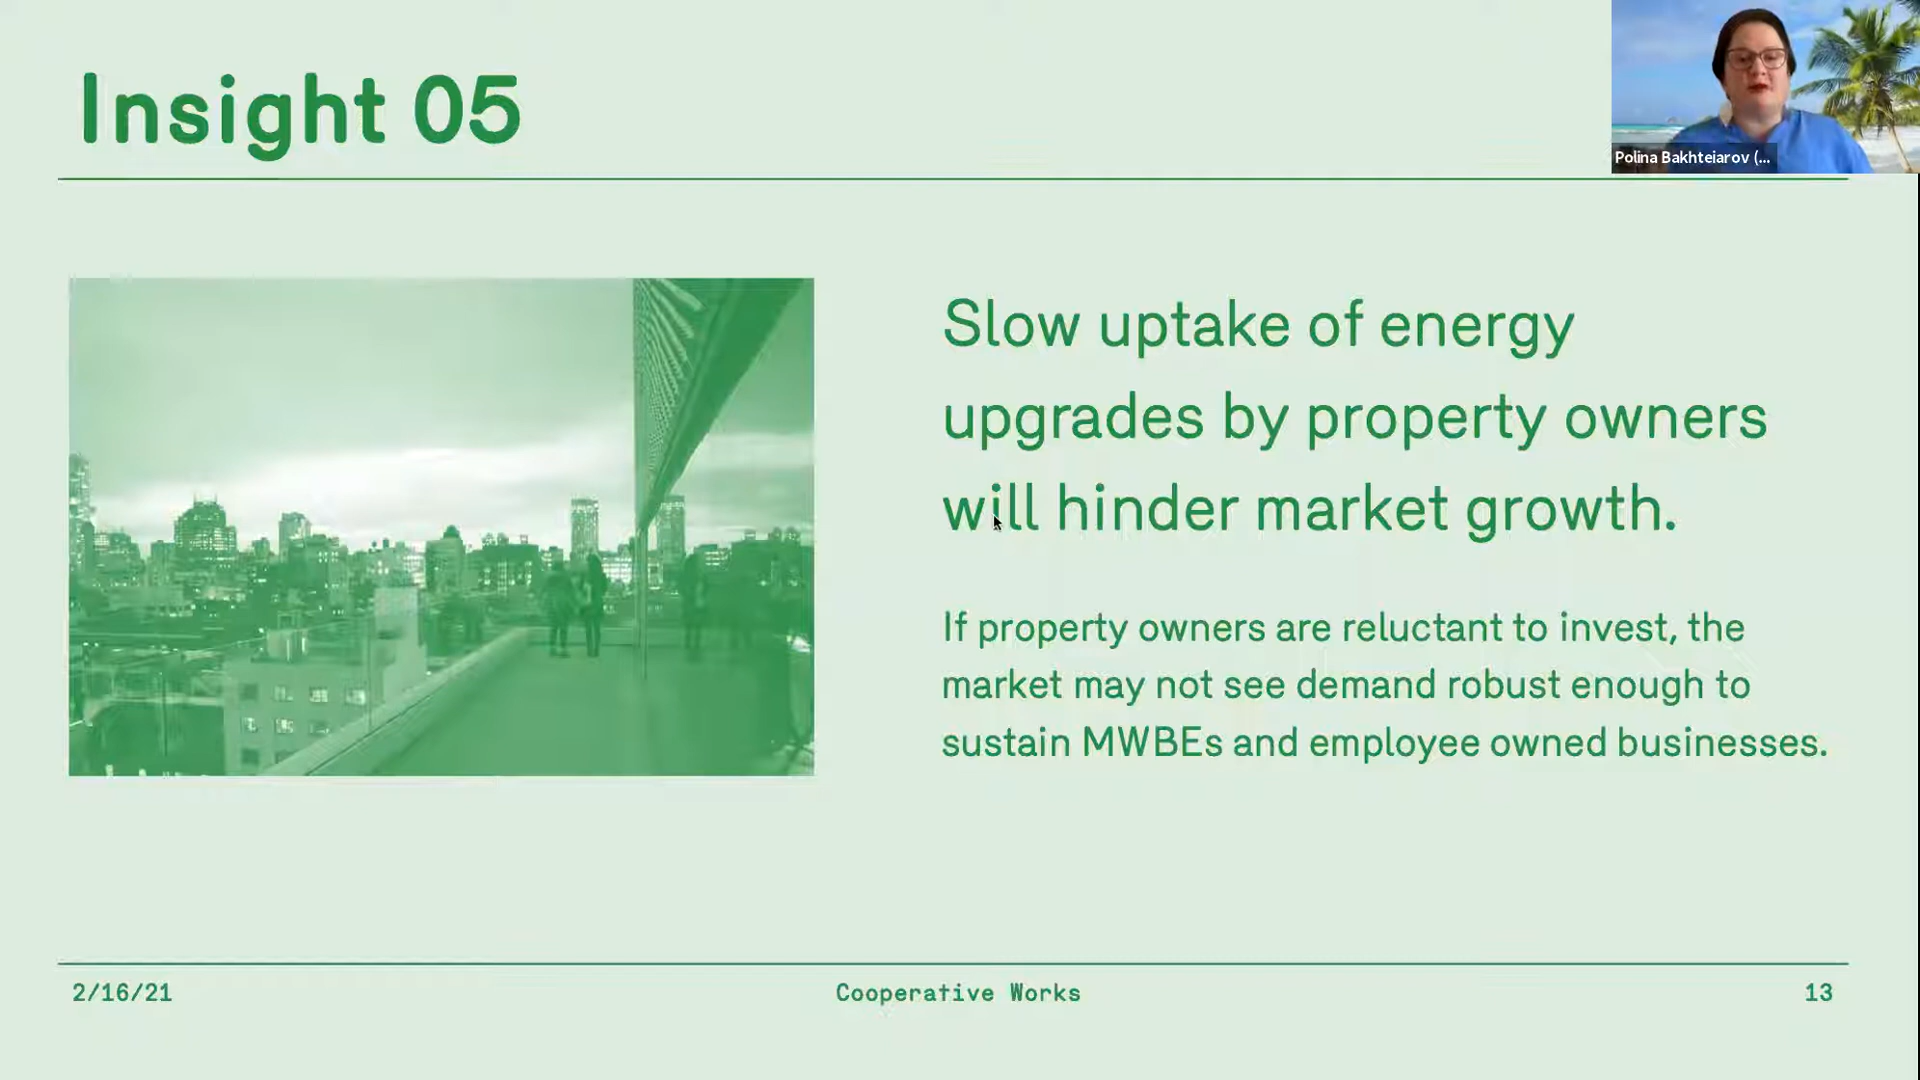 Insight 05
Polina Bakhteiarov (...
Slow uptake of energy
upgrades by property owners
will hinder market growth.
If property owners are reluctant to invest, the
market may not see demand robust enough to
sustain MWBEs and employee owned businesses.
2/16/21
Cooperative Works
13